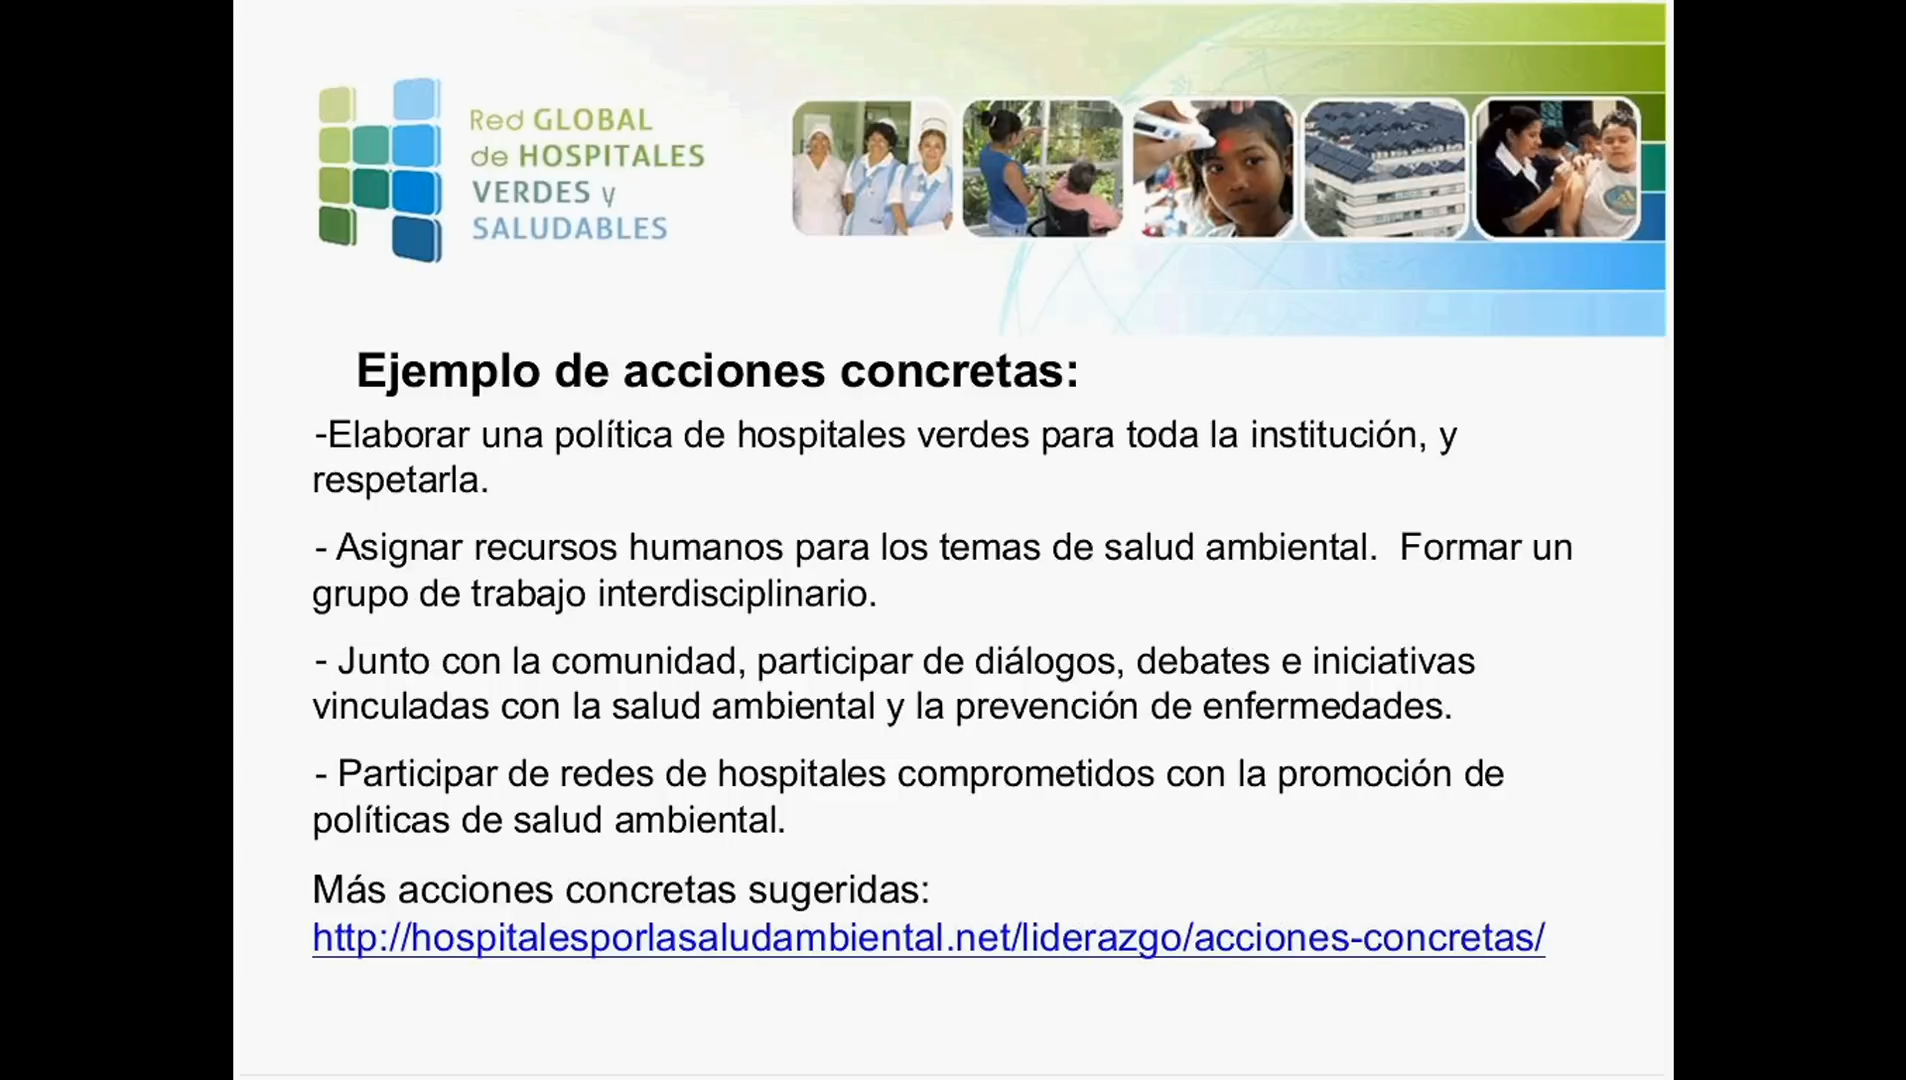 Red GLOBAL
de HOSPITALES
VERDES y
SALUDABLES
Ejemplo de acciones concretas:
-Elaborar una política de hospitales verdes para toda la institución, y
respetarla.
- Asignar recursos humanos para los temas de salud ambiental.  Formar un
grupo de trabajo interdisciplinario.
- Junto con la comunidad, participar de diálogos, debates e iniciativas
vinculadas con la salud ambiental y la prevención de enfermedades.
- Participar de redes de hospitales comprometidos con la promoción de
políticas de salud ambiental.
Más acciones concretas sugeridas:
http://hospitalesporlasaludambiental.net/liderazgo/acciones-concretas/